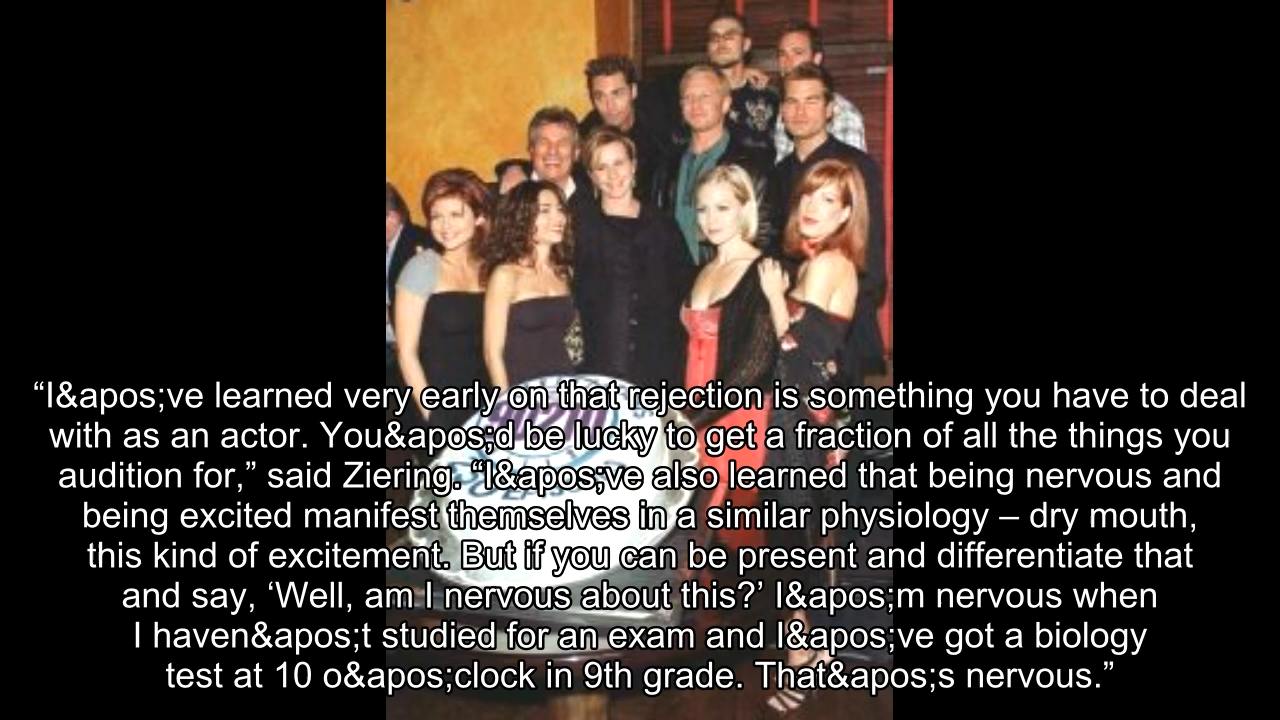 “I&apos;ve learned very early on that rejection is something you have to deal
with as an actor. You&apos;d be lucky to get a fraction of all the things you
audition for,” said Ziering. “I&apos;ve also learned that being nervous and
being excited manifest themselves in a similar physiology – dry mouth,
this kind of excitement. But if you can be present and differentiate that
and say, ‘Well, am I nervous about this?’ I&apos;m nervous when
I haven&apos;t studied for an exam and I&apos;ve got a biology
test at 10 o&apos;clock in 9th grade. That&apos;s nervous.”